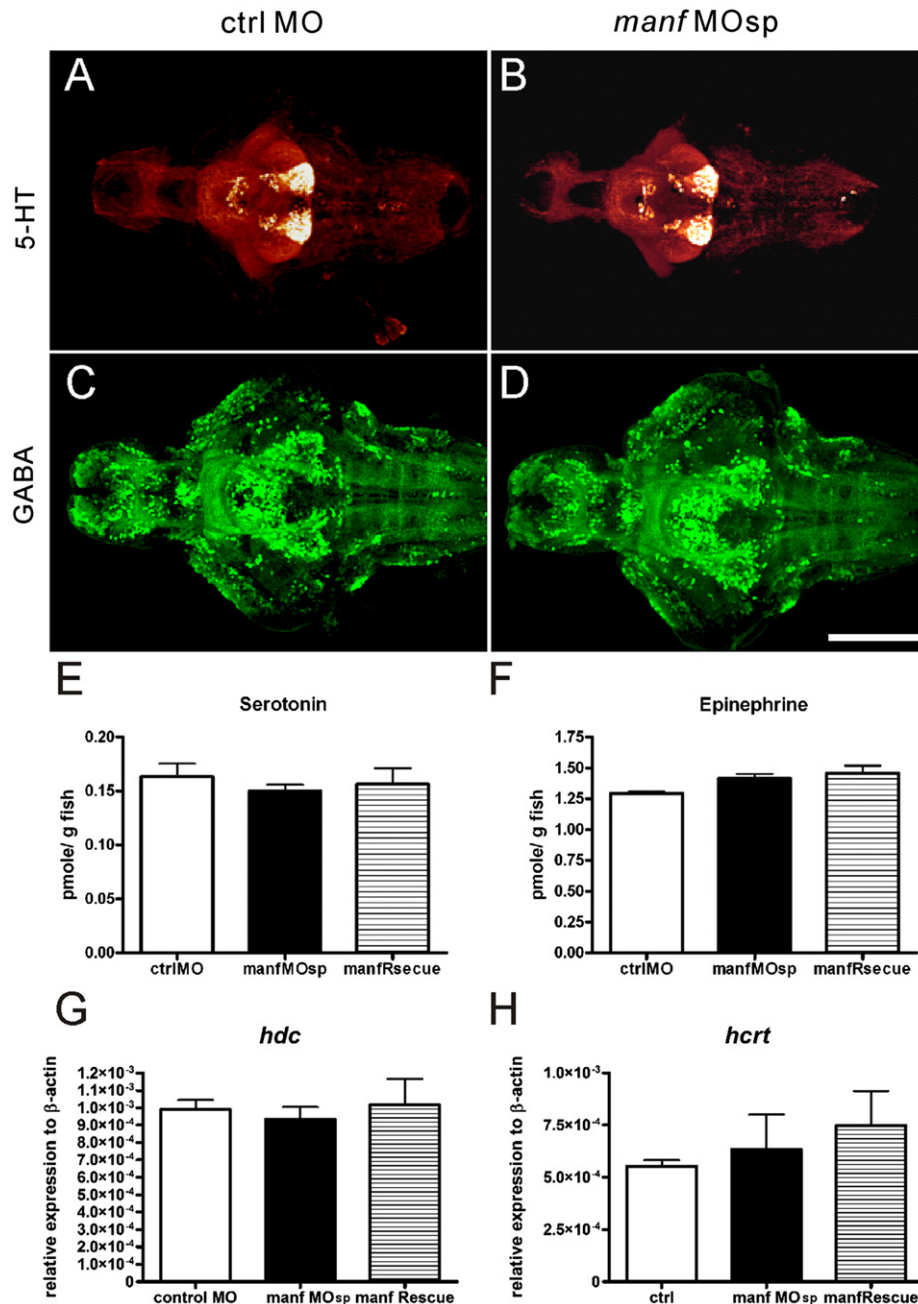 ctrl MO
manf MOsp
A
B
5-HT
C
D
GABA
E
Serotonin
pmole/ g fish
0.20
0.15
0.10
0.05
0.00
ctrlMO
manfMOsp
manfRsecue
F
Epinephrine
pmole/ g fish
1.75
1.50
1.25
1.00
0.75
0.50
0.25
0.00
ctrlMO
manfMOsp
manfRsecue
G
hdc
relative expression to β-actin
1.2×10⁻³
1.1×10⁻³
1.0×10⁻³
9.0×10⁻⁴
8.0×10⁻⁴
7.0×10⁻⁴
6.0×10⁻⁴
5.0×10⁻⁴
4.0×10⁻⁴
3.0×10⁻⁴
2.0×10⁻⁴
1.0×10⁻⁴
0
control MO
manf MOsp
manf Rescue
H
hcrt
relative expression to β-actin
1.0×10⁻³
7.5×10⁻⁴
5.0×10⁻⁴
2.5×10⁻⁴
0
ctrl
manf MOsp
manfRescue